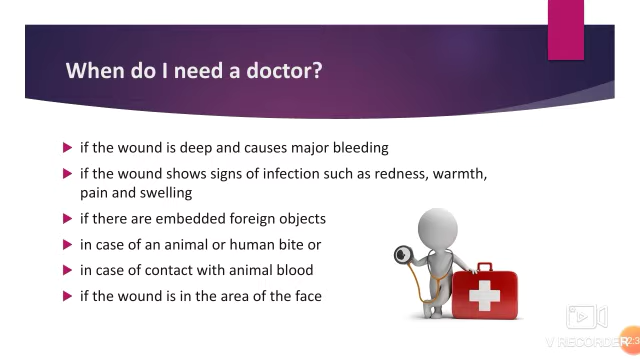 When do I need a doctor?
if the wound is deep and causes major bleeding
if the wound shows signs of infection such as redness, warmth,
pain and swelling
if there are embedded foreign objects
in case of an animal or human bite or
in case of contact with animal blood
if the wound is in the area of the face
V RECORDER